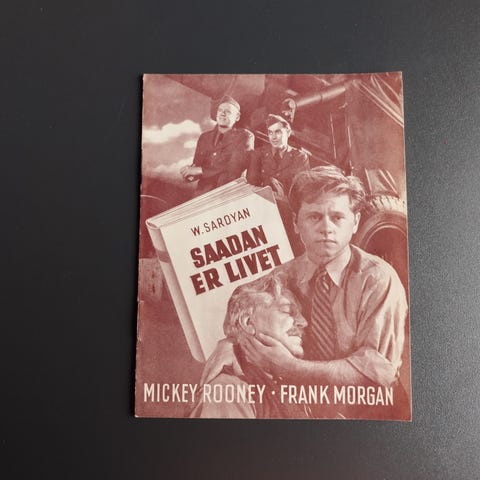 W. SAROYAN
SAADAN
ER LIVET
MICKEY ROONEY · FRANK MORGAN